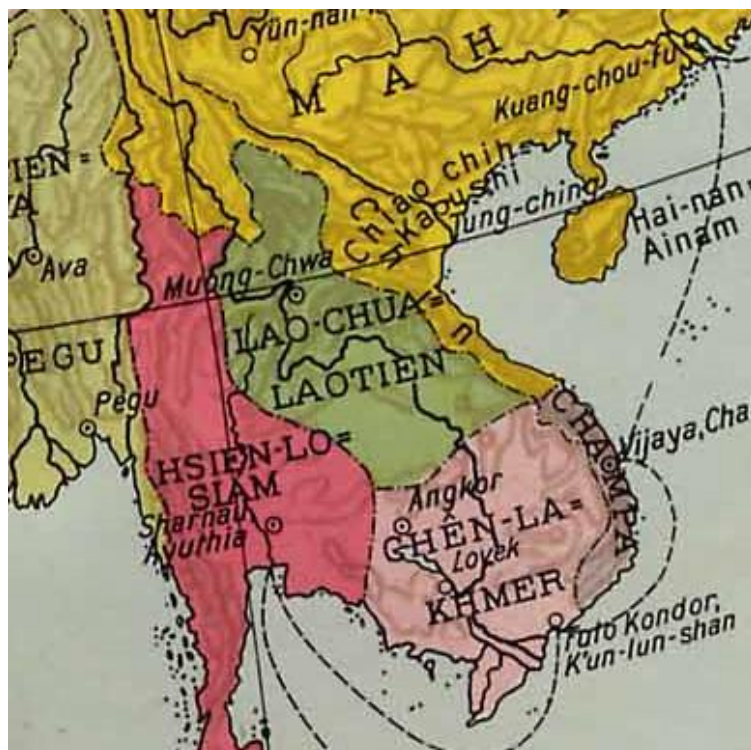 Yün-nan-
M A H
Kuang-chou-fu
IEN=
Chiao chih=
Kapushi
Tung-ching
Hai-nan,
Ainam
Ava
Muong-Chwa
LAO-CHUA=
LAOTIEN
PEGU
Pegu
CHAMPA
Vijaya, Cha
HSIEN-LO=
SIAM
Sharnau
Ayuthia
Angkor
CHÊN-LA=
Lovek
KHMER
Pulo Kondor,
K'un-lun-shan